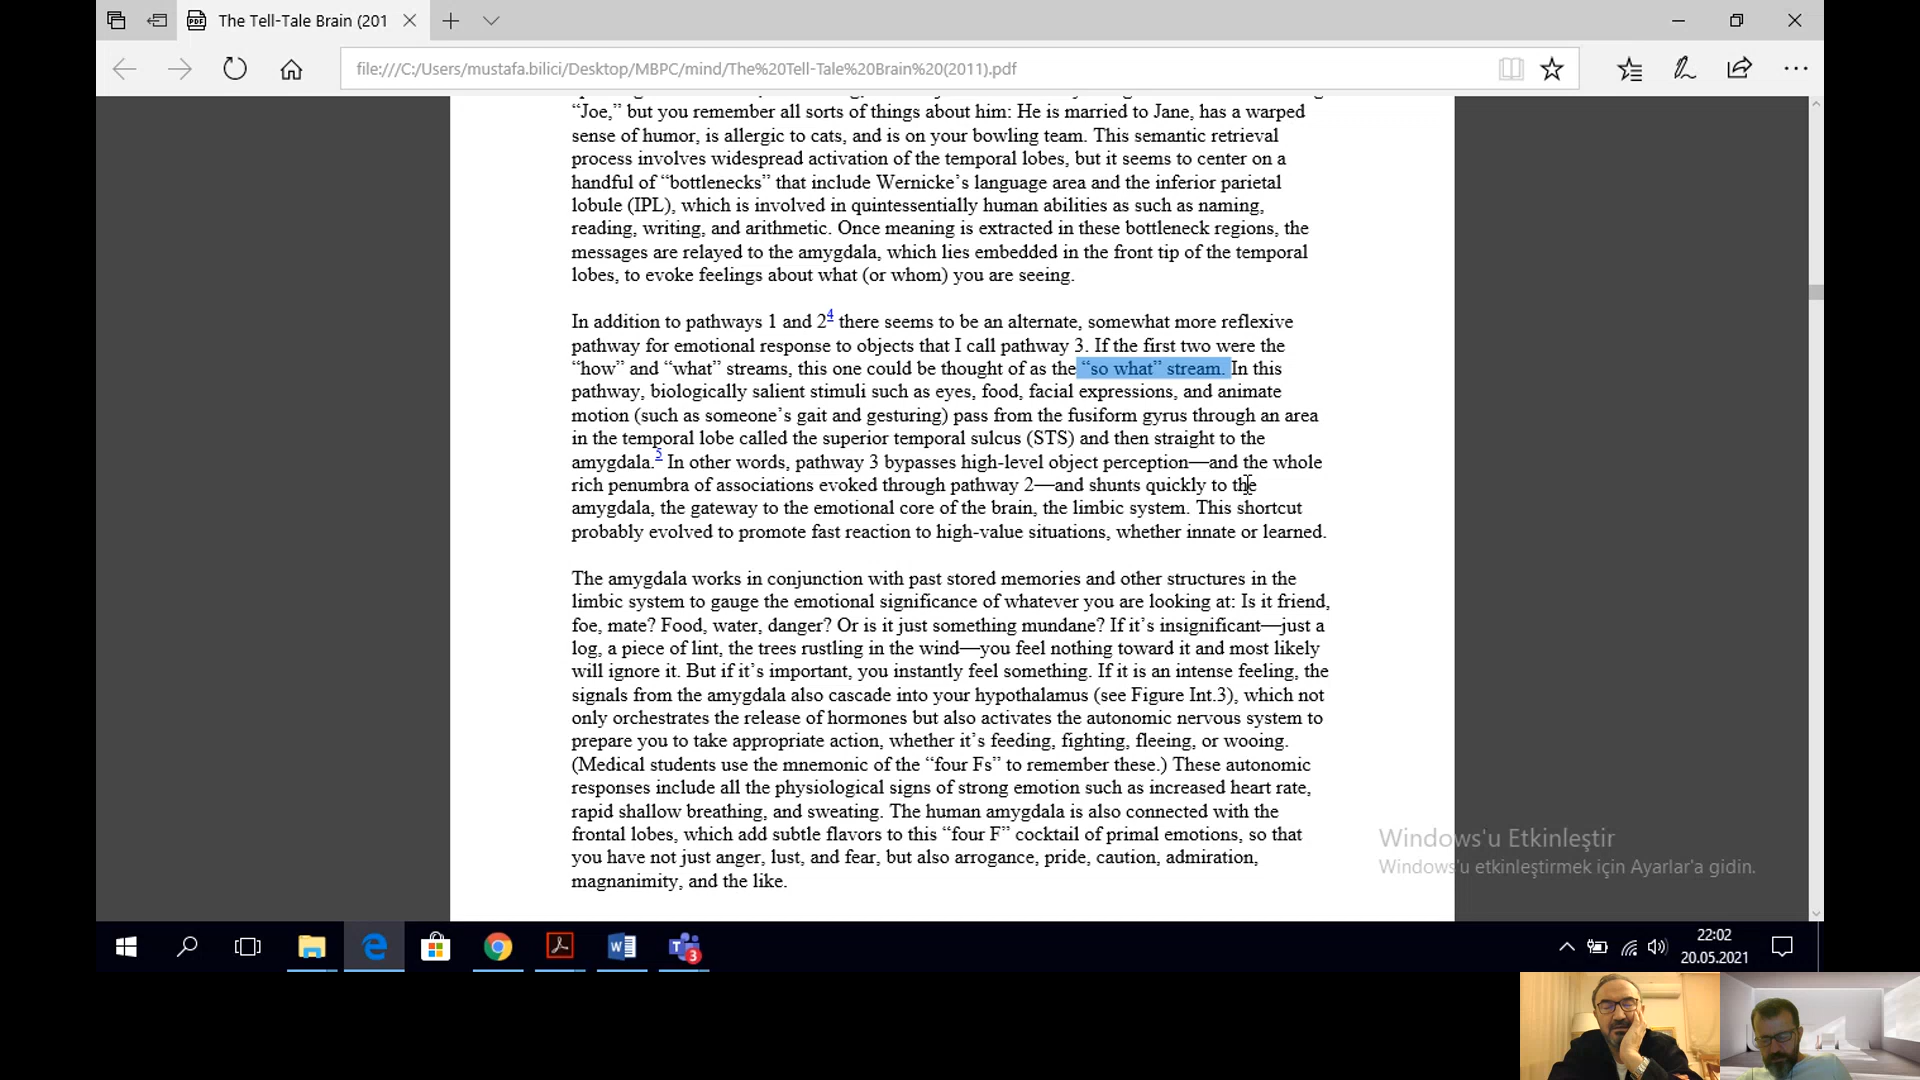 The Tell-Tale Brain (201
file:///C:/Users/mustafa.bilici/Desktop/MBPC/mind/The%20Tell-Tale%20Brain%20(2011).pdf
“Joe,” but you remember all sorts of things about him: He is married to Jane, has a warped
sense of humor, is allergic to cats, and is on your bowling team. This semantic retrieval
process involves widespread activation of the temporal lobes, but it seems to center on a
handful of “bottlenecks” that include Wernicke’s language area and the inferior parietal
lobule (IPL), which is involved in quintessentially human abilities as such as naming,
reading, writing, and arithmetic. Once meaning is extracted in these bottleneck regions, the
messages are relayed to the amygdala, which lies embedded in the front tip of the temporal
lobes, to evoke feelings about what (or whom) you are seeing.
In addition to pathways 1 and 24 there seems to be an alternate, somewhat more reflexive
pathway for emotional response to objects that I call pathway 3. If the first two were the
“how” and “what” streams, this one could be thought of as the “so what” stream. In this
pathway, biologically salient stimuli such as eyes, food, facial expressions, and animate
motion (such as someone’s gait and gesturing) pass from the fusiform gyrus through an area
in the temporal lobe called the superior temporal sulcus (STS) and then straight to the
amygdala.5 In other words, pathway 3 bypasses high-level object perception—and the whole
rich penumbra of associations evoked through pathway 2—and shunts quickly to the
amygdala, the gateway to the emotional core of the brain, the limbic system. This shortcut
probably evolved to promote fast reaction to high-value situations, whether innate or learned.
The amygdala works in conjunction with past stored memories and other structures in the
limbic system to gauge the emotional significance of whatever you are looking at: Is it friend,
foe, mate? Food, water, danger? Or is it just something mundane? If it’s insignificant—just a
log, a piece of lint, the trees rustling in the wind—you feel nothing toward it and most likely
will ignore it. But if it’s important, you instantly feel something. If it is an intense feeling, the
signals from the amygdala also cascade into your hypothalamus (see Figure Int.3), which not
only orchestrates the release of hormones but also activates the autonomic nervous system to
prepare you to take appropriate action, whether it’s feeding, fighting, fleeing, or wooing.
(Medical students use the mnemonic of the “four Fs” to remember these.) These autonomic
responses include all the physiological signs of strong emotion such as increased heart rate,
rapid shallow breathing, and sweating. The human amygdala is also connected with the
frontal lobes, which add subtle flavors to this “four F” cocktail of primal emotions, so that
you have not just anger, lust, and fear, but also arrogance, pride, caution, admiration,
magnanimity, and the like.
Windows'u Etkinleştir
Windows'u etkinleştirmek için Ayarlar'a gidin.
3
22:02
20.05.2021